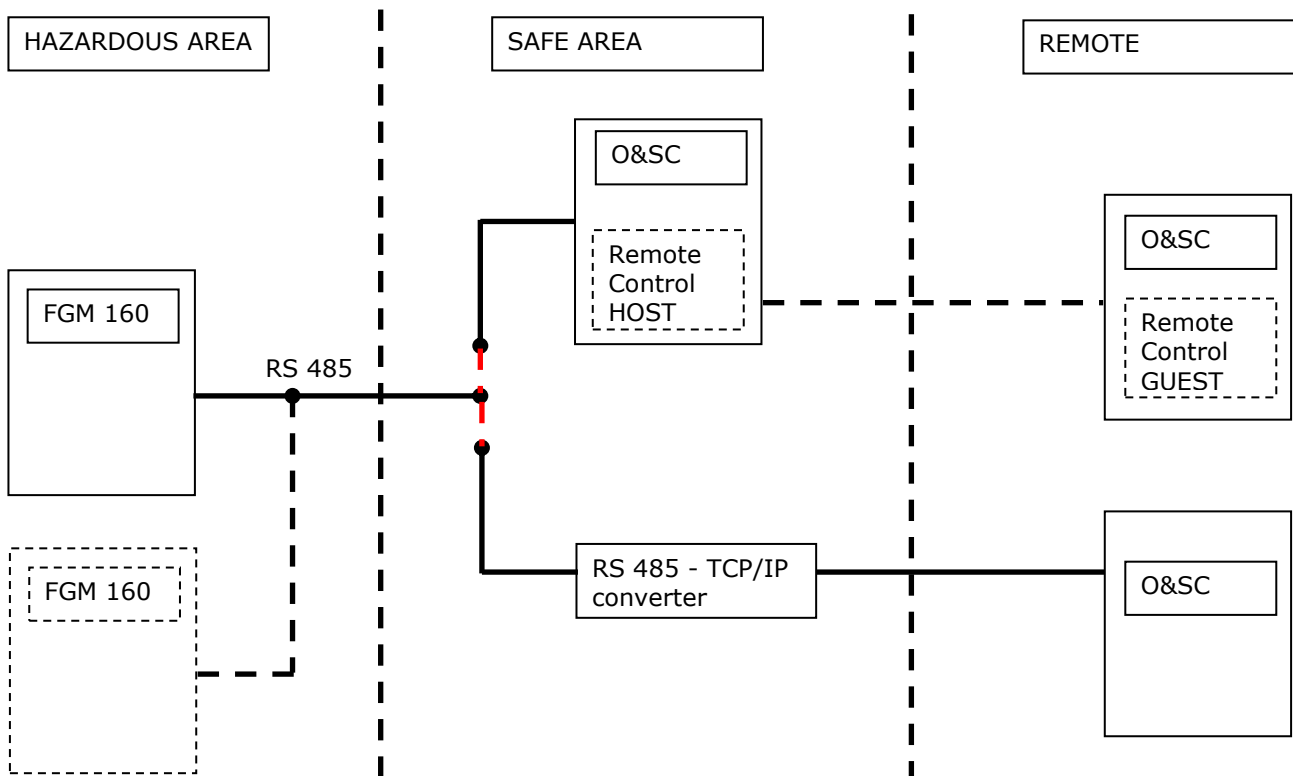 HAZARDOUS AREA
SAFE AREA
REMOTE
O&SC
Remote
Control
HOST
O&SC
Remote
Control
GUEST
FGM 160
RS 485
FGM 160
RS 485 - TCP/IP
converter
O&SC